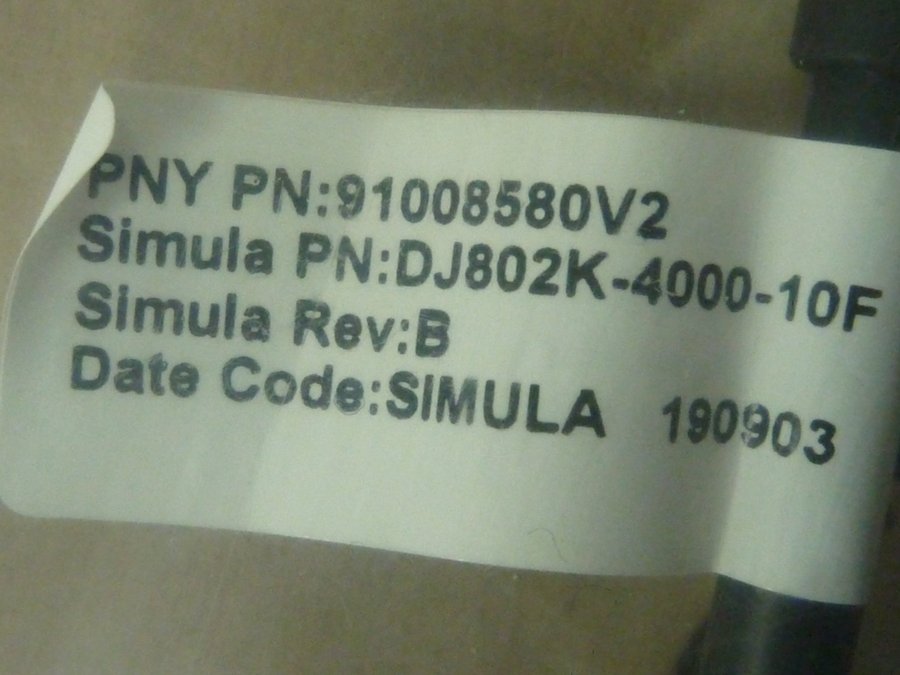 PNY PN:91008580V2
Simula PN:DJ802K-4000-10F
Simula Rev:B
Date Code:SIMULA 190903